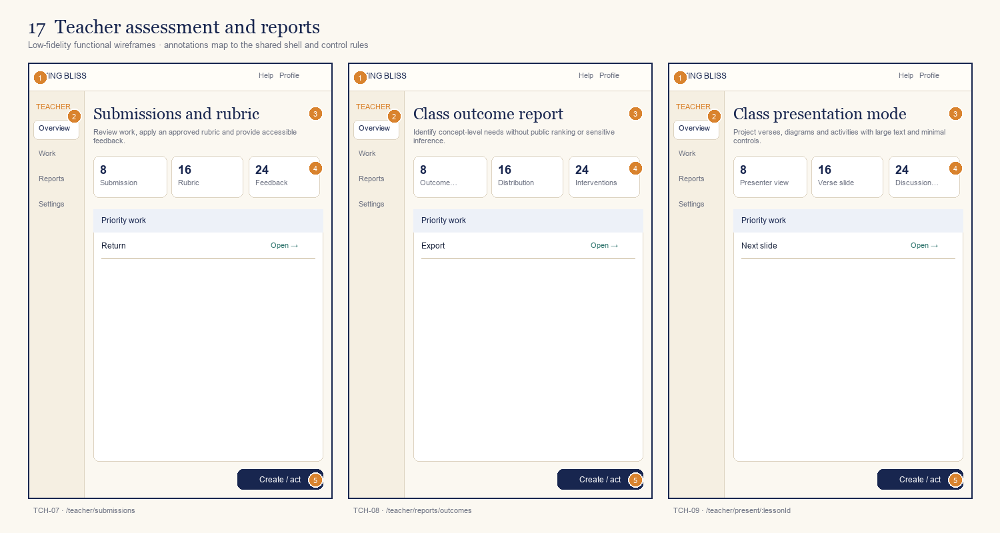 17 Teacher assessment and reports
Low-fidelity functional wireframes · annotations map to the shared shell and control rules
1 ING BLISS
Help Profile
TEACHER
2
Overview
Work
Reports
Settings
Submissions and rubric
3
Review work, apply an approved rubric and provide accessible
feedback.
8
Submission
16
Rubric
24
Feedback
4
Priority work
Return Open →
Create / act 5
TCH-07 · /teacher/submissions
1 ING BLISS
Help Profile
TEACHER
2
Overview
Work
Reports
Settings
Class outcome report
3
Identify concept-level needs without public ranking or sensitive
inference.
8
Outcome…
16
Distribution
24
Interventions
4
Priority work
Export Open →
Create / act 5
TCH-08 · /teacher/reports/outcomes
1 ING BLISS
Help Profile
TEACHER
2
Overview
Work
Reports
Settings
Class presentation mode
3
Project verses, diagrams and activities with large text and minimal
controls.
8
Presenter view
16
Verse slide
24
Discussion…
4
Priority work
Next slide Open →
Create / act 5
TCH-09 · /teacher/present/:lessonId